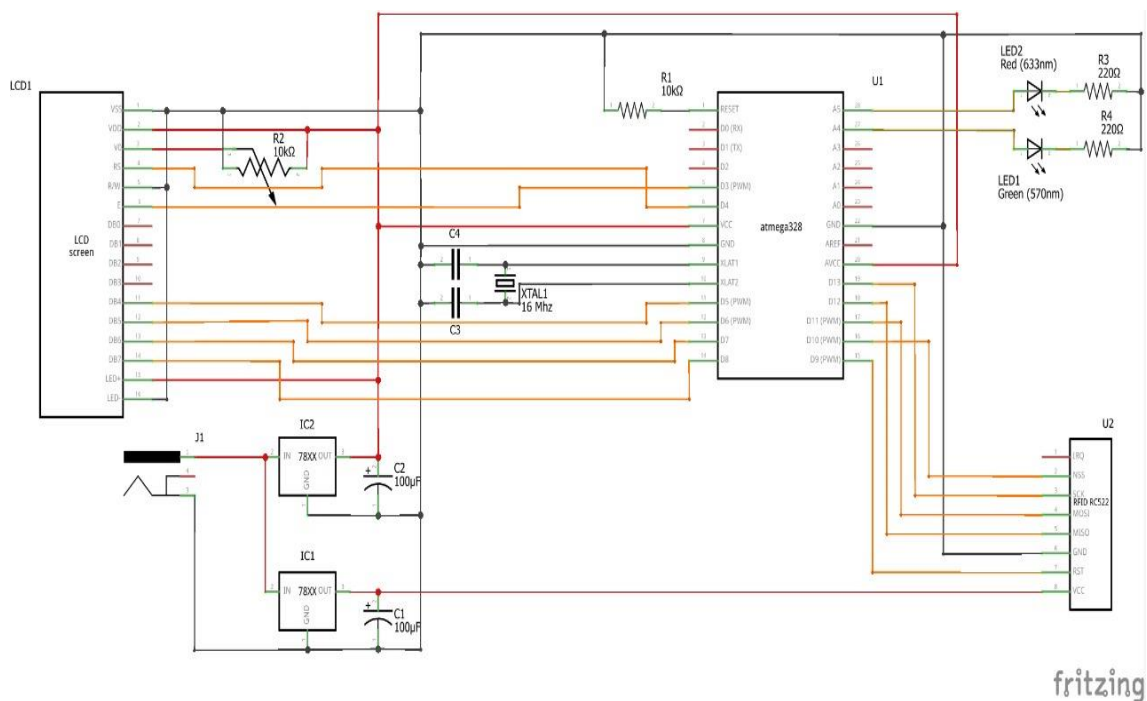 LCD1
VSS
VDD
V0
RS
R/W
E
DB0
DB1
DB2
DB3
DB4
DB5
DB6
DB7
LED+
LED-
LCD
screen
R2
10kΩ
R1
10kΩ
C4
C3
XTAL1
16 Mhz
U1
atmega328
RESET
D0 (RX)
D1 (TX)
D2
D3 (PWM)
D4
VCC
GND
XLAT1
XLAT2
D5 (PWM)
D6 (PWM)
D7
D8
A5
A4
A3
A2
A1
A0
GND
AREF
AVCC
D13
D12
D11 (PWM)
D10 (PWM)
D9 (PWM)
LED2
Red (633nm)
R3
220Ω
R4
220Ω
LED1
Green (570nm)
J1
IC2
IN 78XX OUT
GND
C2
100µF
IC1
IN 78XX OUT
GND
C1
100µF
U2
IRQ
NSS
SCK
RFID RC522
MOSI
MISO
GND
RST
VCC
fritzing